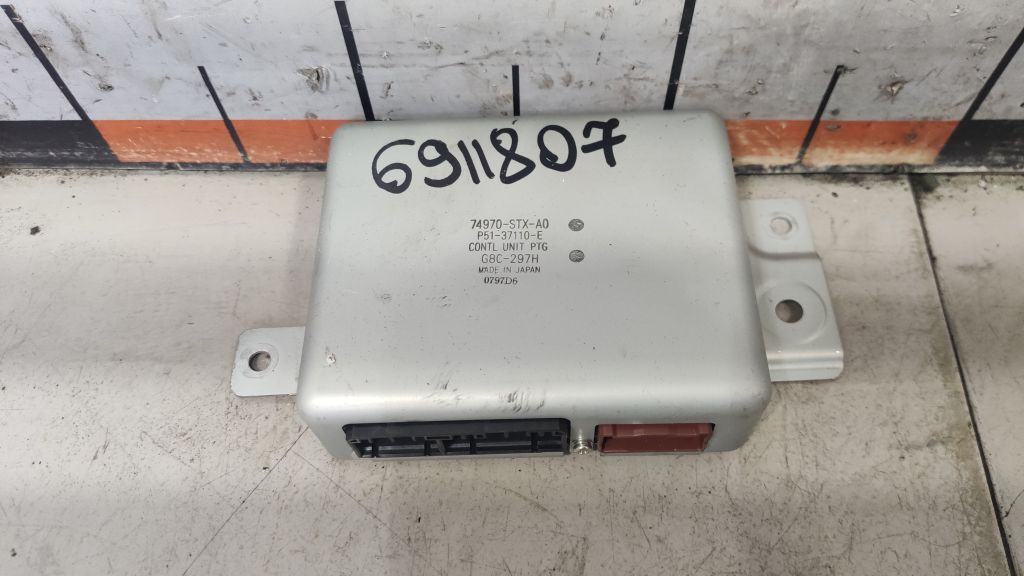 6911807
74970-STX-A0
P51-37110-E
CONTL UNIT PTG
G8C-297H
MADE IN JAPAN
0797D6